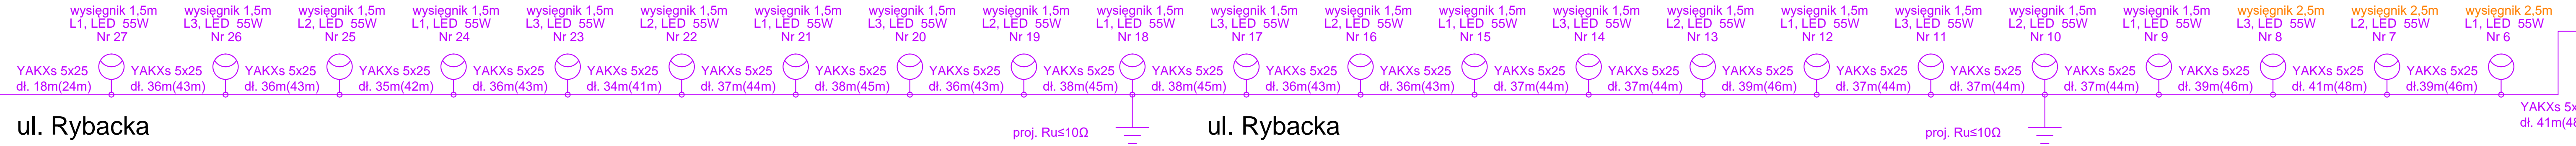 wysięgnik 1,5m wysięgnik 1,5m wysięgnik 1,5m wysięgnik 1,5m wysięgnik 1,5m wysięgnik 1,5m wysięgnik 1,5m wysięgnik 1,5m wysięgnik 1,5m wysięgnik 1,5m wysięgnik 1,5m wysięgnik 1,5m wysięgnik 1,5m wysięgnik 1,5m wysięgnik 1,5m wysięgnik 1,5m wysięgnik 1,5m wysięgnik 1,5m wysięgnik 1,5m wysięgnik 2,5m wysięgnik 2,5m wysięgnik 2,5m
L1, LED 55W L3, LED 55W L2, LED 55W L1, LED 55W L3, LED 55W L2, LED 55W L1, LED 55W L3, LED 55W L2, LED 55W L1, LED 55W L3, LED 55W L2, LED 55W L1, LED 55W L3, LED 55W L2, LED 55W L1, LED 55W L3, LED 55W L2, LED 55W L1, LED 55W L3, LED 55W L2, LED 55W L1, LED 55W
Nr 27 Nr 26 Nr 25 Nr 24 Nr 23 Nr 22 Nr 21 Nr 20 Nr 19 Nr 18 Nr 17 Nr 16 Nr 15 Nr 14 Nr 13 Nr 12 Nr 11 Nr 10 Nr 9 Nr 8 Nr 7 Nr 6
YAKXs 5x25 YAKXs 5x25 YAKXs 5x25 YAKXs 5x25 YAKXs 5x25 YAKXs 5x25 YAKXs 5x25 YAKXs 5x25 YAKXs 5x25 YAKXs 5x25 YAKXs 5x25 YAKXs 5x25 YAKXs 5x25 YAKXs 5x25 YAKXs 5x25 YAKXs 5x25 YAKXs 5x25 YAKXs 5x25 YAKXs 5x25 YAKXs 5x25 YAKXs 5x25 YAKXs 5x25
dł. 18m(24m) dł. 36m(43m) dł. 36m(43m) dł. 35m(42m) dł. 36m(43m) dł. 34m(41m) dł. 37m(44m) dł. 38m(45m) dł. 36m(43m) dł. 38m(45m) dł. 38m(45m) dł. 36m(43m) dł. 36m(43m) dł. 37m(44m) dł. 37m(44m) dł. 39m(46m) dł. 37m(44m) dł. 37m(44m) dł. 37m(44m) dł. 39m(46m) dł. 41m(48m) dł.39m(46m)
YAKXs 5x
dł. 41m(48
ul. Rybacka ul. Rybacka
proj. Ru≤10Ω proj. Ru≤10Ω